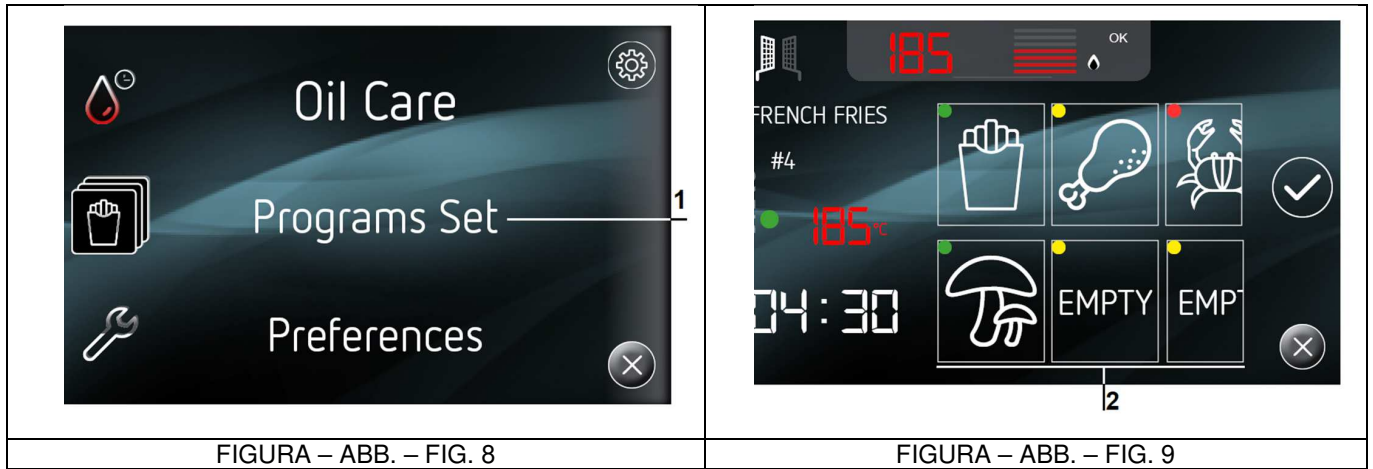 Oil Care
Programs Set
1
Preferences
185
OK
FRENCH FRIES
#4
185°C
04:30
EMPTY
EMP
2
FIGURA – ABB. – FIG. 8
FIGURA – ABB. – FIG. 9